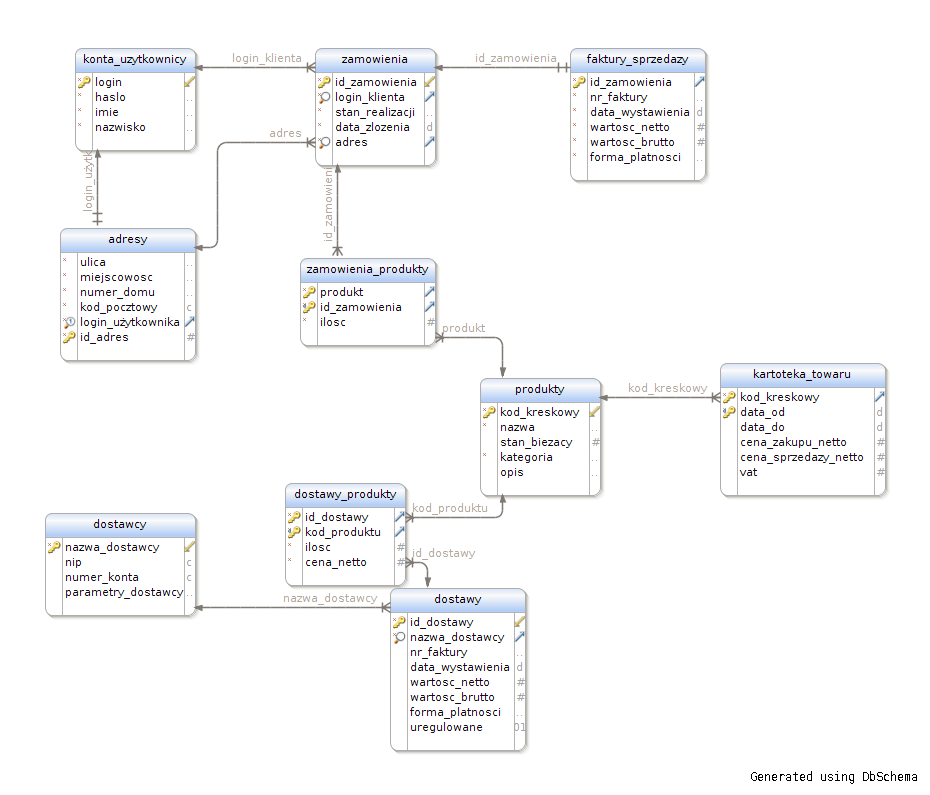 konta_uzytkownicy
login
haslo
imie
nazwisko
login_klienta
zamowienia
id_zamowienia
login_klienta
stan_realizacji
data_zlozenia
adres
id_zamowienia
faktury_sprzedazy
id_zamowienia
nr_faktury
data_wystawienia
wartosc_netto
wartosc_brutto
forma_platnosci
adres
login_użytk
id_zamowieni
adresy
ulica
miejscowosc
numer_domu
kod_pocztowy
login_użytkownika
id_adres
zamowienia_produkty
produkt
id_zamowienia
ilosc
produkt
produkty
kod_kreskowy
nazwa
stan_biezacy
kategoria
opis
kod_kreskowy
kartoteka_towaru
kod_kreskowy
data_od
data_do
cena_zakupu_netto
cena_sprzedazy_netto
vat
dostawy_produkty
id_dostawy
kod_produktu
ilosc
cena_netto
kod_produktu
id_dostawy
dostawcy
nazwa_dostawcy
nip
numer_konta
parametry_dostawcy
nazwa_dostawcy
dostawy
id_dostawy
nazwa_dostawcy
nr_faktury
data_wystawienia
wartosc_netto
wartosc_brutto
forma_platnosci
uregulowane
Generated using DbSchema